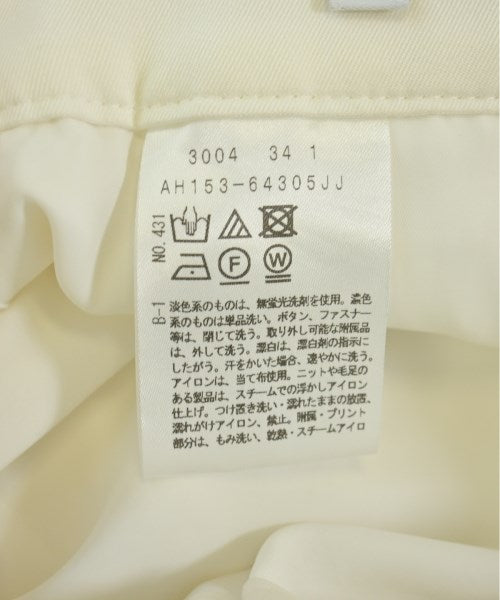 3004 34 1
AH153-64305JJ
NO.431
F
W
B-1
淡色系のものは、無蛍光洗剤を使用。濃色
系のものは単品洗い。ボタン、ファスナー
等は、閉じて洗う。取り外し可能な附属品
は、外して洗う。漂白は、漂白剤の指示に
したがう。汗をかいた場合、速やかに洗う。
アイロンは、当て布使用。ニットや毛足の
ある製品は、スチームでの浮かしアイロン
仕上げ。つけ置き洗い・濡れたままの放置、
濡れがけアイロン、禁止。附属・プリント
部分は、もみ洗い、乾熱・スチームアイロ